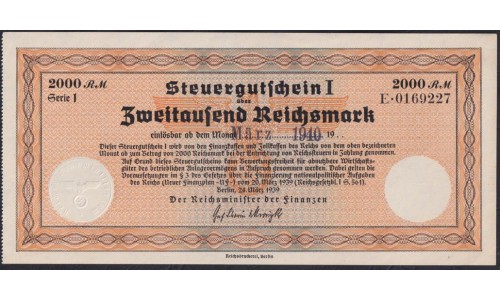 2000 RM Steuergutschein I 2000 RM
Serie I über E·0169227
Zweitausend Reichsmark
einlösbar ab dem Monat März 1940 19..
Dieser Steuergutschein I wird von den Finanzkassen und Zollkassen des Reichs von dem oben bezeichneten
Monat ab zum Betrag von 2000 Reichsmark bei der Entrichtung von Reichssteuern in Zahlung genommen.
Auf Grund dieses Steuergutscheins kann Bewertungsfreiheit für abnutzbare Wirtschafts-
güter des betrieblichen Anlagevermögens in Anspruch genommen werden. Dabei gelten die
Voraussetzungen im § 3 des Gesetzes über die Finanzierung nationalpolitischer Aufgaben
des Reichs (Neuer Finanzplan - NF -) vom 20. März 1939 (Reichsgesetzbl. I S. 561).
Berlin, 24. März 1939
Der Reichsminister der Finanzen
Reichsdruckerei, Berlin